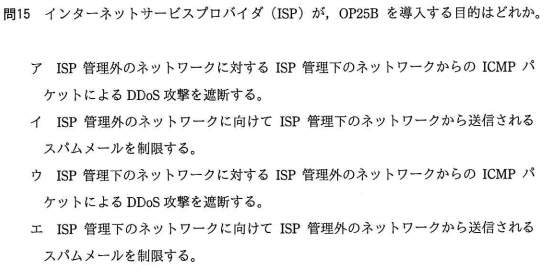 問15 インターネットサービスプロバイダ（ISP）が，OP25B を導入する目的はどれか。
ア ISP 管理外のネットワークに対する ISP 管理下のネットワークからの ICMP パ
ケットによる DDoS 攻撃を遮断する。
イ ISP 管理外のネットワークに向けて ISP 管理下のネットワークから送信される
スパムメールを制限する。
ウ ISP 管理下のネットワークに対する ISP 管理外のネットワークからの ICMP パ
ケットによる DDoS 攻撃を遮断する。
エ ISP 管理下のネットワークに向けて ISP 管理外のネットワークから送信される
スパムメールを制限する。